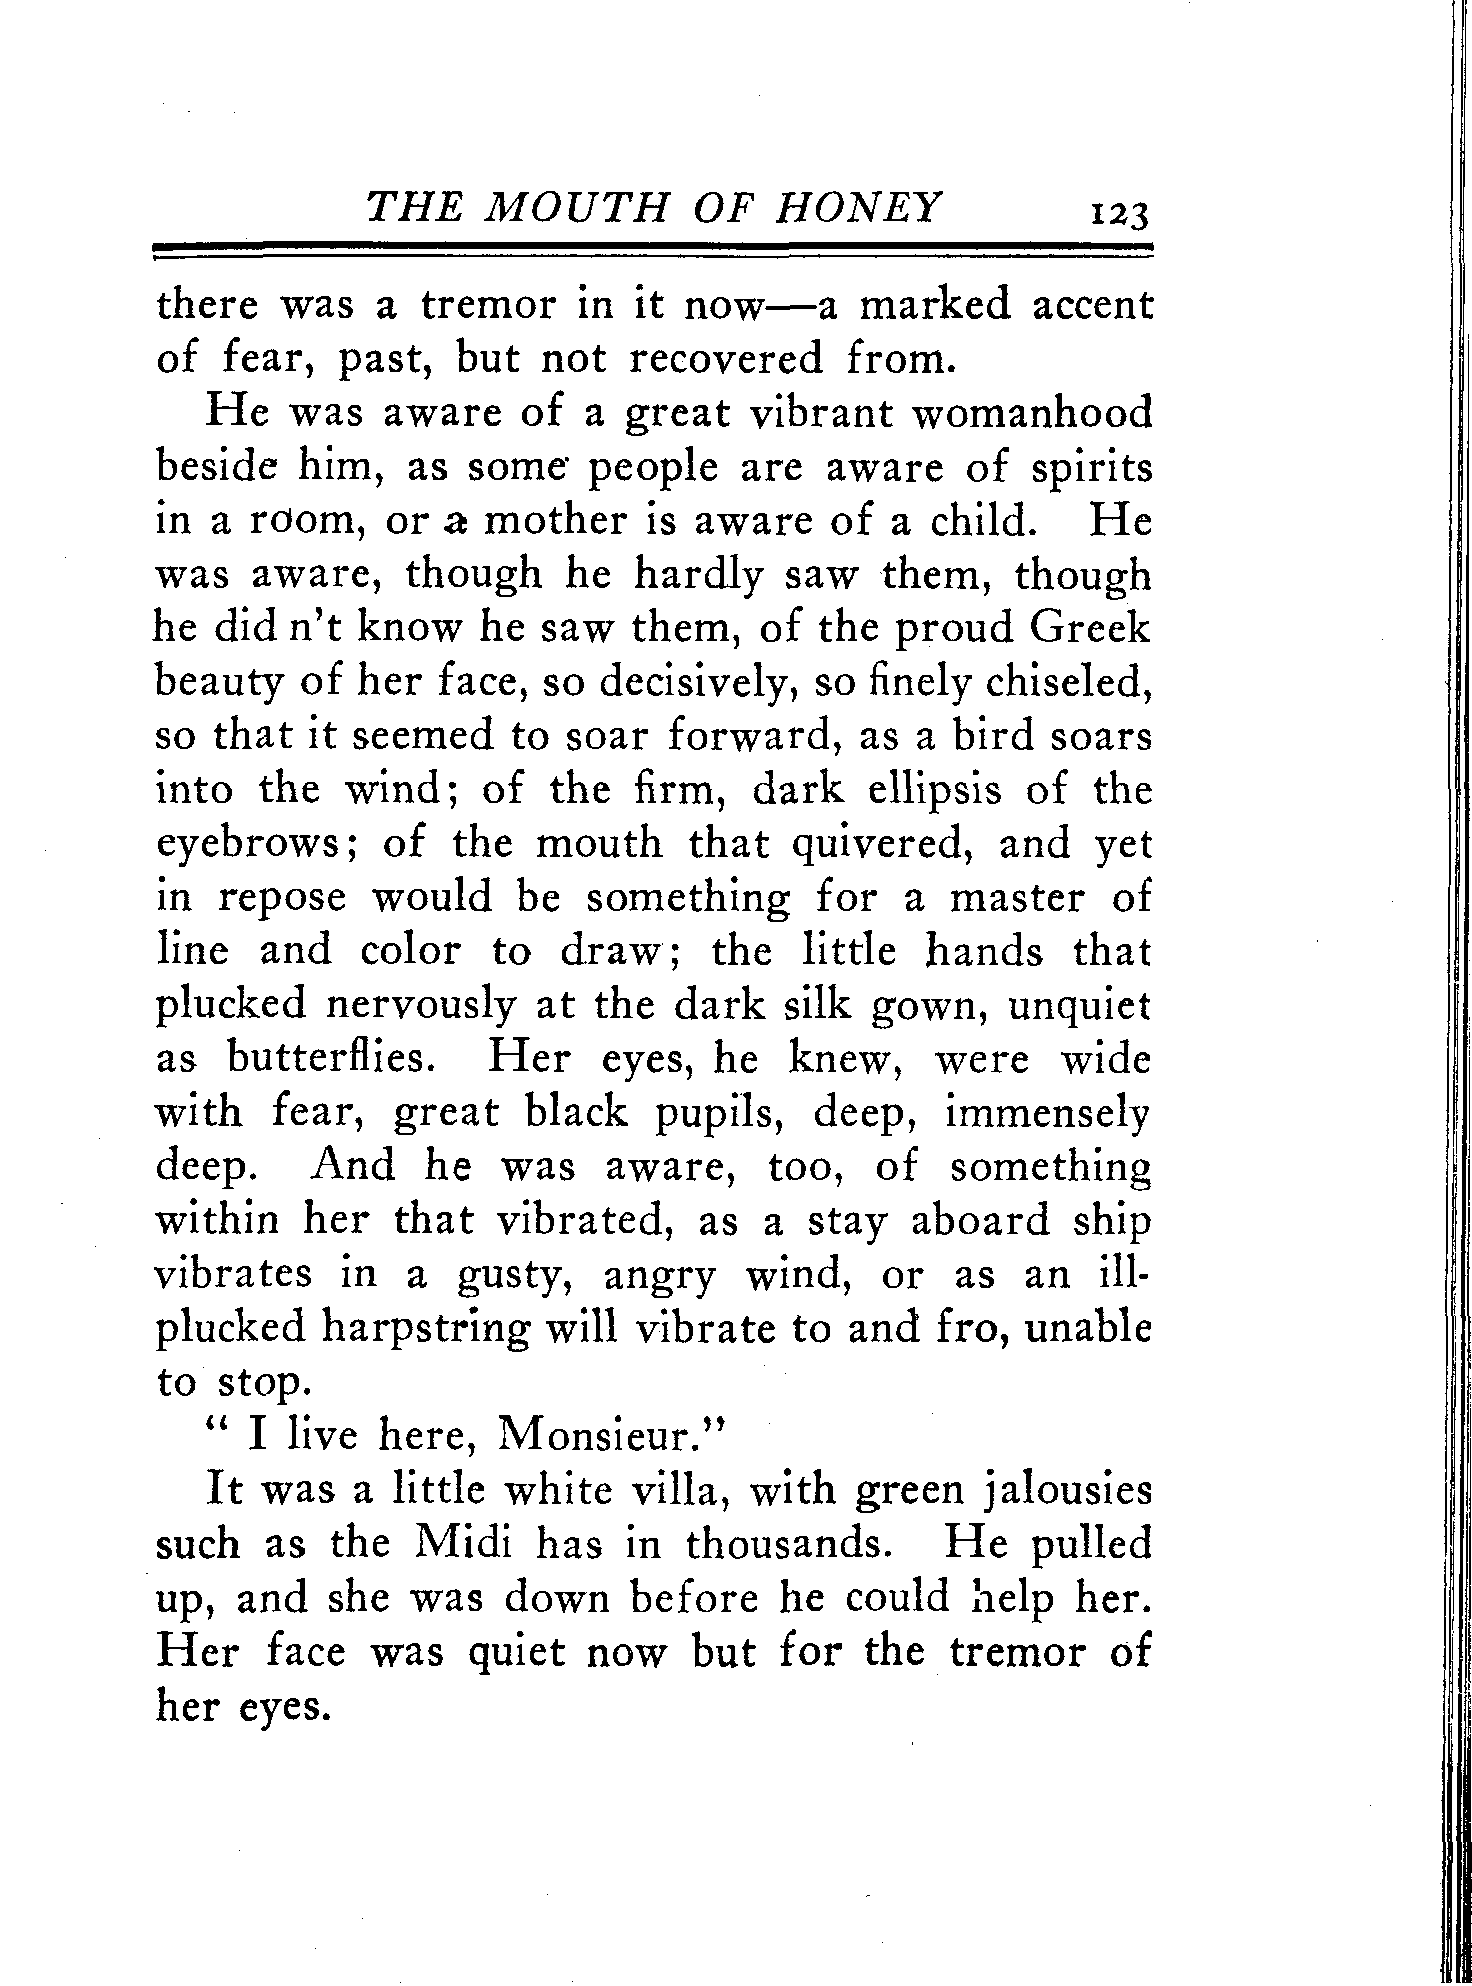 THE MOUTH OF HONEY 123
there was a tremor in it now—a marked accent
of fear, past, but not recovered from.
He was aware of a great vibrant womanhood
beside him, as some people are aware of spirits
in a room, or a mother is aware of a child. He
was aware, though he hardly saw them, though
he did n't know he saw them, of the proud Greek
beauty of her face, so decisively, so finely chiseled,
so that it seemed to soar forward, as a bird soars
into the wind; of the firm, dark ellipsis of the
eyebrows; of the mouth that quivered, and yet
in repose would be something for a master of
line and color to draw; the little hands that
plucked nervously at the dark silk gown, unquiet
as butterflies. Her eyes, he knew, were wide
with fear, great black pupils, deep, immensely
deep. And he was aware, too, of something
within her that vibrated, as a stay aboard ship
vibrates in a gusty, angry wind, or as an ill-
plucked harpstring will vibrate to and fro, unable
to stop.
" I live here, Monsieur."
It was a little white villa, with green jalousies
such as the Midi has in thousands. He pulled
up, and she was down before he could help her.
Her face was quiet now but for the tremor of
her eyes.